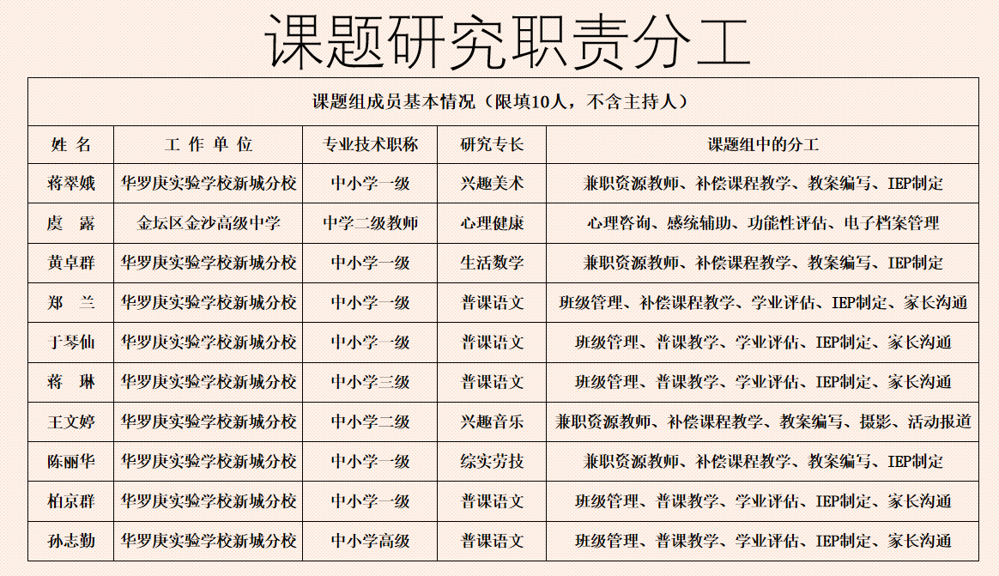 课题研究职责分工
课题组成员基本情况（限填10人，不含主持人）
姓 名 工 作 单 位 专业技术职称 研究专长 课题组中的分工
蒋翠娥 华罗庚实验学校新城分校 中小学一级 兴趣美术 兼职资源教师、补偿课程教学、教案编写、IEP制定
虞 露 金坛区金沙高级中学 中学二级教师 心理健康 心理咨询、感统辅助、功能性评估、电子档案管理
黄卓群 华罗庚实验学校新城分校 中小学一级 生活数学 兼职资源教师、补偿课程教学、教案编写、IEP制定
郑 兰 华罗庚实验学校新城分校 中小学一级 普课语文 班级管理、补偿课程教学、学业评估、IEP制定、家长沟通
于琴仙 华罗庚实验学校新城分校 中小学一级 普课语文 班级管理、普课教学、学业评估、IEP制定、家长沟通
蒋 琳 华罗庚实验学校新城分校 中小学三级 普课语文 班级管理、普课教学、学业评估、IEP制定、家长沟通
王文婷 华罗庚实验学校新城分校 中小学二级 兴趣音乐 兼职资源教师、补偿课程教学、教案编写、摄影、活动报道
陈丽华 华罗庚实验学校新城分校 中小学一级 综实劳技 兼职资源教师、补偿课程教学、教案编写、IEP制定
柏京群 华罗庚实验学校新城分校 中小学一级 普课语文 班级管理、普课教学、学业评估、IEP制定、家长沟通
孙志勤 华罗庚实验学校新城分校 中小学高级 普课语文 班级管理、普课教学、学业评估、IEP制定、家长沟通